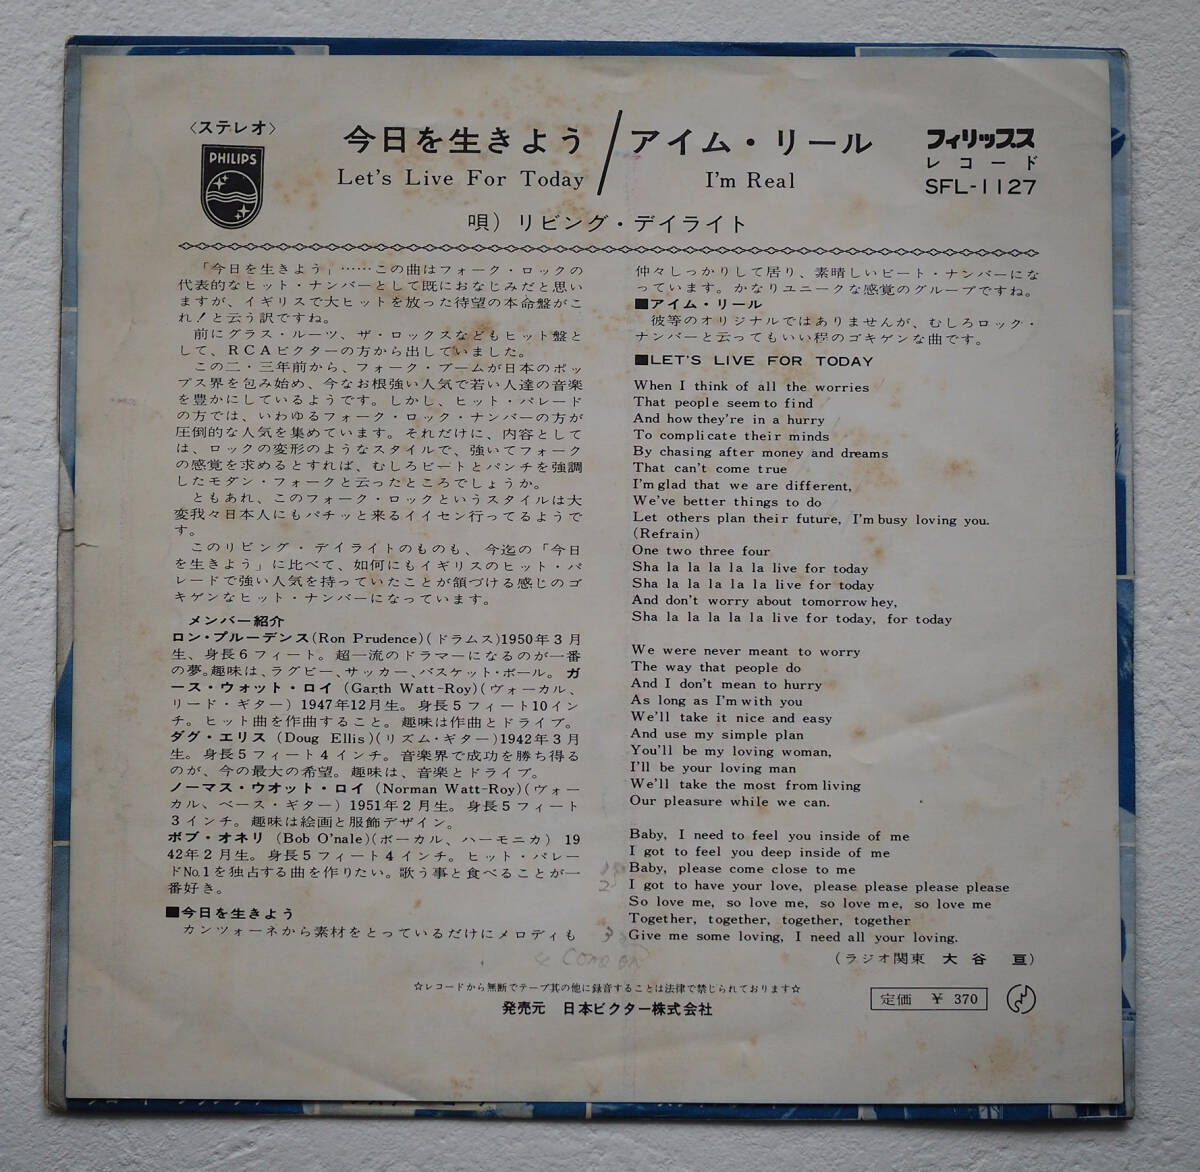 〈ステレオ〉
PHILIPS
今日を生きよう/アイム・リール
Let's Live For Today
I'm Real
フィリップス
レコード
SFL-1127
唄）リビング・デイライト
「今日を生きよう」……この曲はフォーク・ロックの
代表的なヒット・ナンバーとして既におなじみだと思い
ますが、イギリスで大ヒットを放った待望の本命盤がこ
れ！と云う訳ですね。
前にグラス・ルーツ、ザ・ロックスなどもヒット盤と
して、RCAビクターの方から出していました。
この二・三年前から、フォーク・ブームが日本のポッ
プス界を包み始め、今なお根強い人気で若い人達の音楽
を豊かにしているようです。しかし、ヒット・パレード
の方では、いわゆるフォーク・ロック・ナンバーの方が
圧倒的な人気を集めています。それだけに、内容として
は、ロックの変形のようなスタイルで、強いてフォーク
の感覚を求めるとすれば、むしろビートとパンチを強調
したモダン・フォークと云ったところでしょうか。
ともあれ、このフォーク・ロックというスタイルは大
変我々日本人にもバチッと来るイイセン行ってるようで
す。
このリビング・デイライトのものも、今迄の「今日
を生きよう」に比べて、如何にもイギリスのヒット・パ
レードで強い人気を持っていたことが頷づける感じのゴ
キゲンなヒット・ナンバーになっています。
メンバー紹介
ロン・プルーデンス(Ron Prudence)(ドラムス)1950年3月
生、身長6フィート。超一流のドラマーになるのが一番
の夢。趣味は、ラグビー、サッカー、バスケット・ボール。ガ
ース・ウォット・ロイ (Garth Watt-Roy)(ヴォーカル、
リード・ギター) 1947年12月生。身長5フィート10イン
チ。ヒット曲を作曲すること。趣味は作曲とドライブ。
ダグ・エリス (Doug Ellis)(リズム・ギター)1942年3月
生。身長5フィート4インチ。音楽界で成功を勝ち得る
のが、今の最大の希望。趣味は、音楽とドライブ。
ノーマス・ウオット・ロイ (Norman Watt-Roy)(ヴォー
カル、ベース・ギター) 1951年2月生。身長5フィート
3インチ。趣味は絵画と服飾デザイン。
ボブ・オネリ (Bob O'nale)(ボーカル、ハーモニカ) 19
42年2月生。身長5フィート4インチ。ヒット・パレー
ドNo.1を独占する曲を作りたい。歌う事と食べることが一
番好き。
■今日を生きよう
カンツォーネから素材をとっているだけにメロディも
仲々しっかりして居り、素晴しいビート・ナンバーにな
っています。かなりユニークな感覚のグループですね。
■アイム・リール
彼等のオリジナルではありませんが、むしろロック・
ナンバーと云ってもいい程のゴキゲンな曲です。
■LET'S LIVE FOR TODAY
When I think of all the worries
That people seem to find
And how they're in a hurry
To complicate their minds
By chasing after money and dreams
That can't come true
I'm glad that we are different,
We've better things to do
Let others plan their future, I'm busy loving you.
(Refrain)
One two three four
Sha la la la la la live for today
Sha la la la la la live for today
And don't worry about tomorrow hey,
Sha la la la la la live for today, for today
We were never meant to worry
The way that people do
And I don't mean to hurry
As long as I'm with you
We'll take it nice and easy
And use my simple plan
You'll be my loving woman,
I'll be your loving man
We'll take the most from living
Our pleasure while we can.
Baby, I need to feel you inside of me
I got to feel you deep inside of me
Baby, please come close to me
I got to have your love, please please please please
So love me, so love me, so love me, so love me
Together, together, together, together
Give me some loving, I need all your loving.
(ラジオ関東 大谷 亘)
☆レコードから無断でテープ其の他に録音することは法律で禁じられております☆
発売元 日本ビクター株式会社
定価 ￥ 370